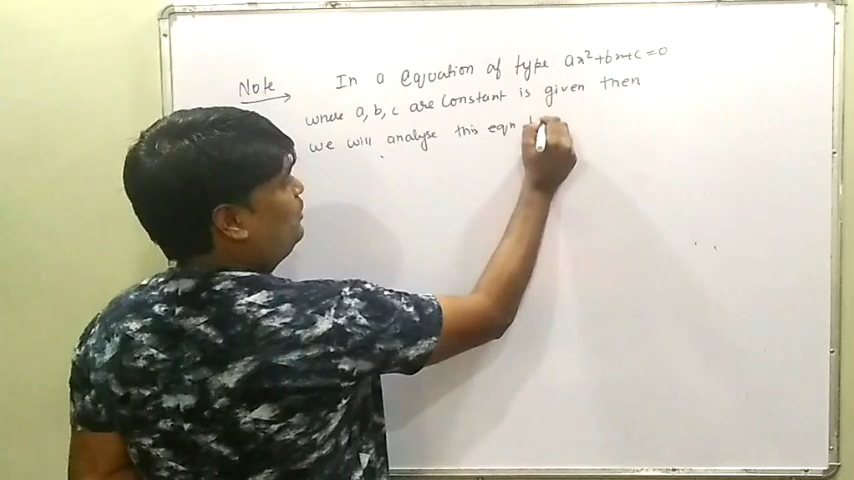 Note → In a equation of type ax²+bx+c=0
where a, b, c are constant is given then
we will analyse this eqn